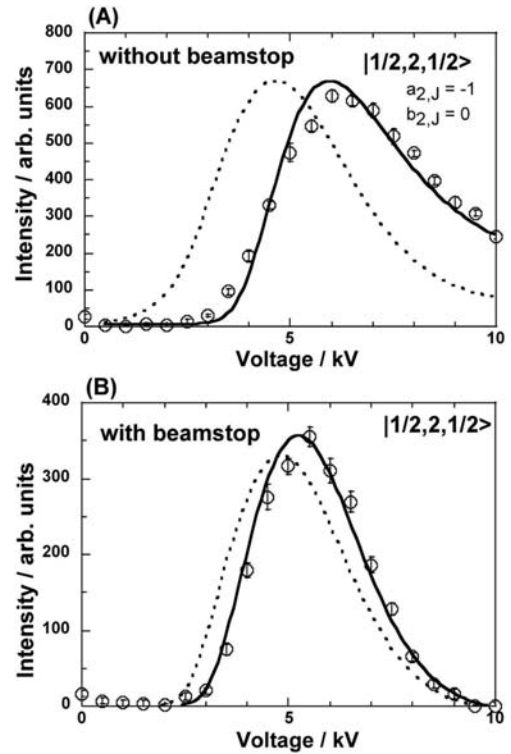 (A)
800
700
600
500
400
300
200
100
0
without beamstop
|1/2,2,1/2>
a2,J = -1
b2,J = 0
Intensity / arb. units
0
5
10
Voltage / kV
(B)
400
300
200
100
0
with beamstop
|1/2,2,1/2>
Intensity / arb. units
0
5
10
Voltage / kV